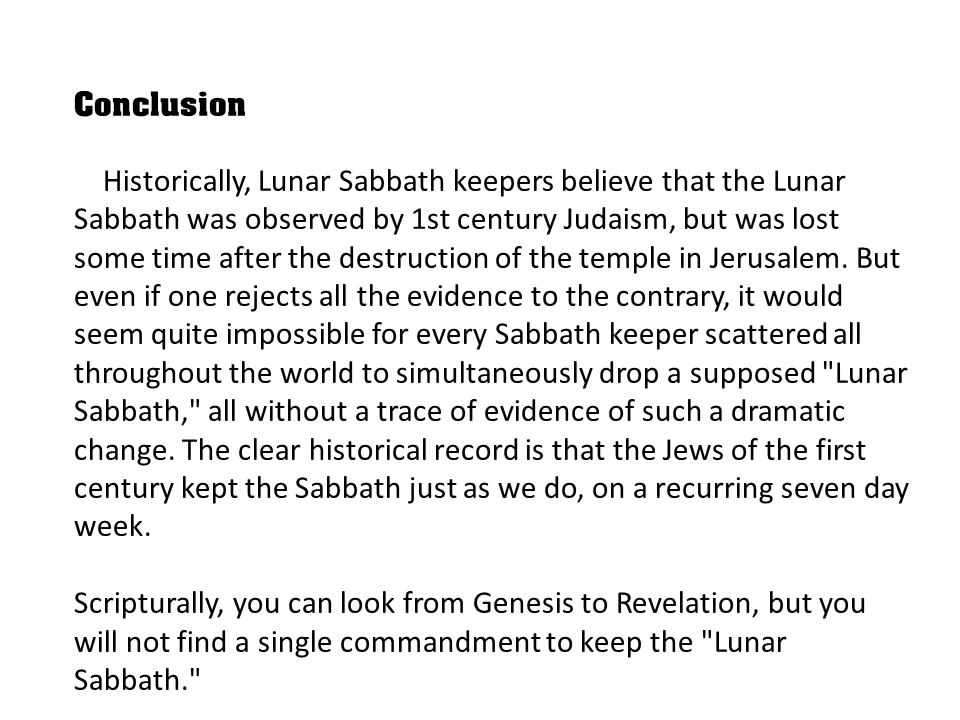 Conclusion
Historically, Lunar Sabbath keepers believe that the Lunar
Sabbath was observed by 1st century Judaism, but was lost
some time after the destruction of the temple in Jerusalem. But
even if one rejects all the evidence to the contrary, it would
seem quite impossible for every Sabbath keeper scattered all
throughout the world to simultaneously drop a supposed "Lunar
Sabbath," all without a trace of evidence of such a dramatic
change. The clear historical record is that the Jews of the first
century kept the Sabbath just as we do, on a recurring seven day
week.
Scripturally, you can look from Genesis to Revelation, but you
will not find a single commandment to keep the "Lunar
Sabbath."